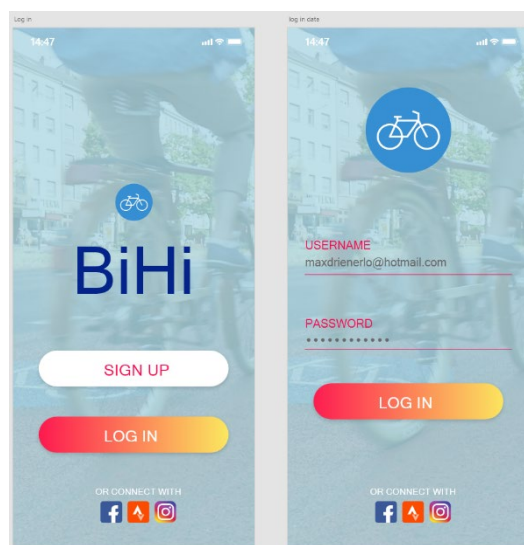 Log in
14:47
BiHi
SIGN UP
LOG IN
OR CONNECT WITH
log in data
14:47
USERNAME
maxdrienerlo@hotmail.com
PASSWORD
••••••••••••
LOG IN
OR CONNECT WITH